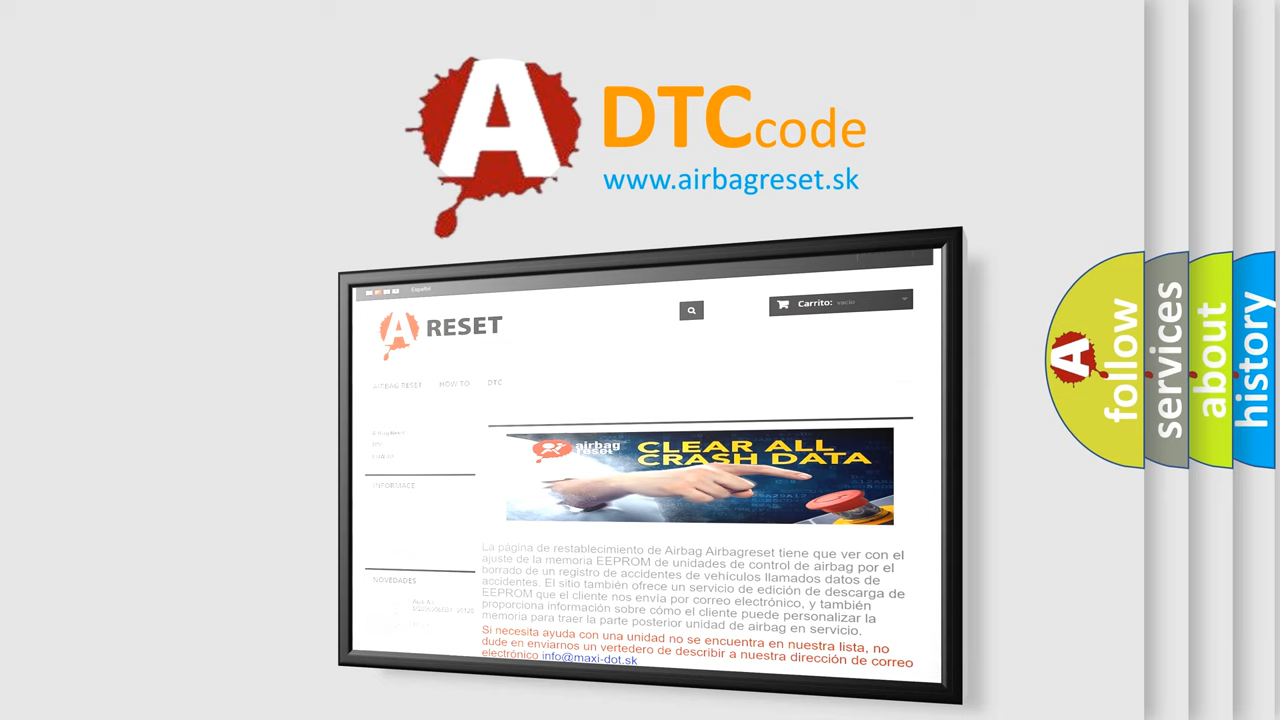 A
DTCcode
www.airbagreset.sk
Español
A RESET
Carrito: vacío
AIRBAG RESET HOW TO DTC
INFORMACE
airbag
reset
CLEAR ALL
CRASH DATA
La página de restablecimiento de Airbag Airbagreset tiene que ver con el
ajuste de la memoria EEPROM de unidades de control de airbag por el
borrado de un registro de accidentes de vehículos llamados datos de
accidentes. El sitio también ofrece un servicio de edición de descarga de
EEPROM que el cliente nos envía por correo electrónico, y también
proporciona información sobre cómo el cliente puede personalizar la
memoria para traer la parte posterior unidad de airbag en servicio.
Si necesita ayuda con una unidad no se encuentra en nuestra lista, no
dude en enviarnos un vertedero de describir a nuestra dirección de correo
electrónico info@maxi-dot.sk
NOVEDADES
A
follow
services
about
history